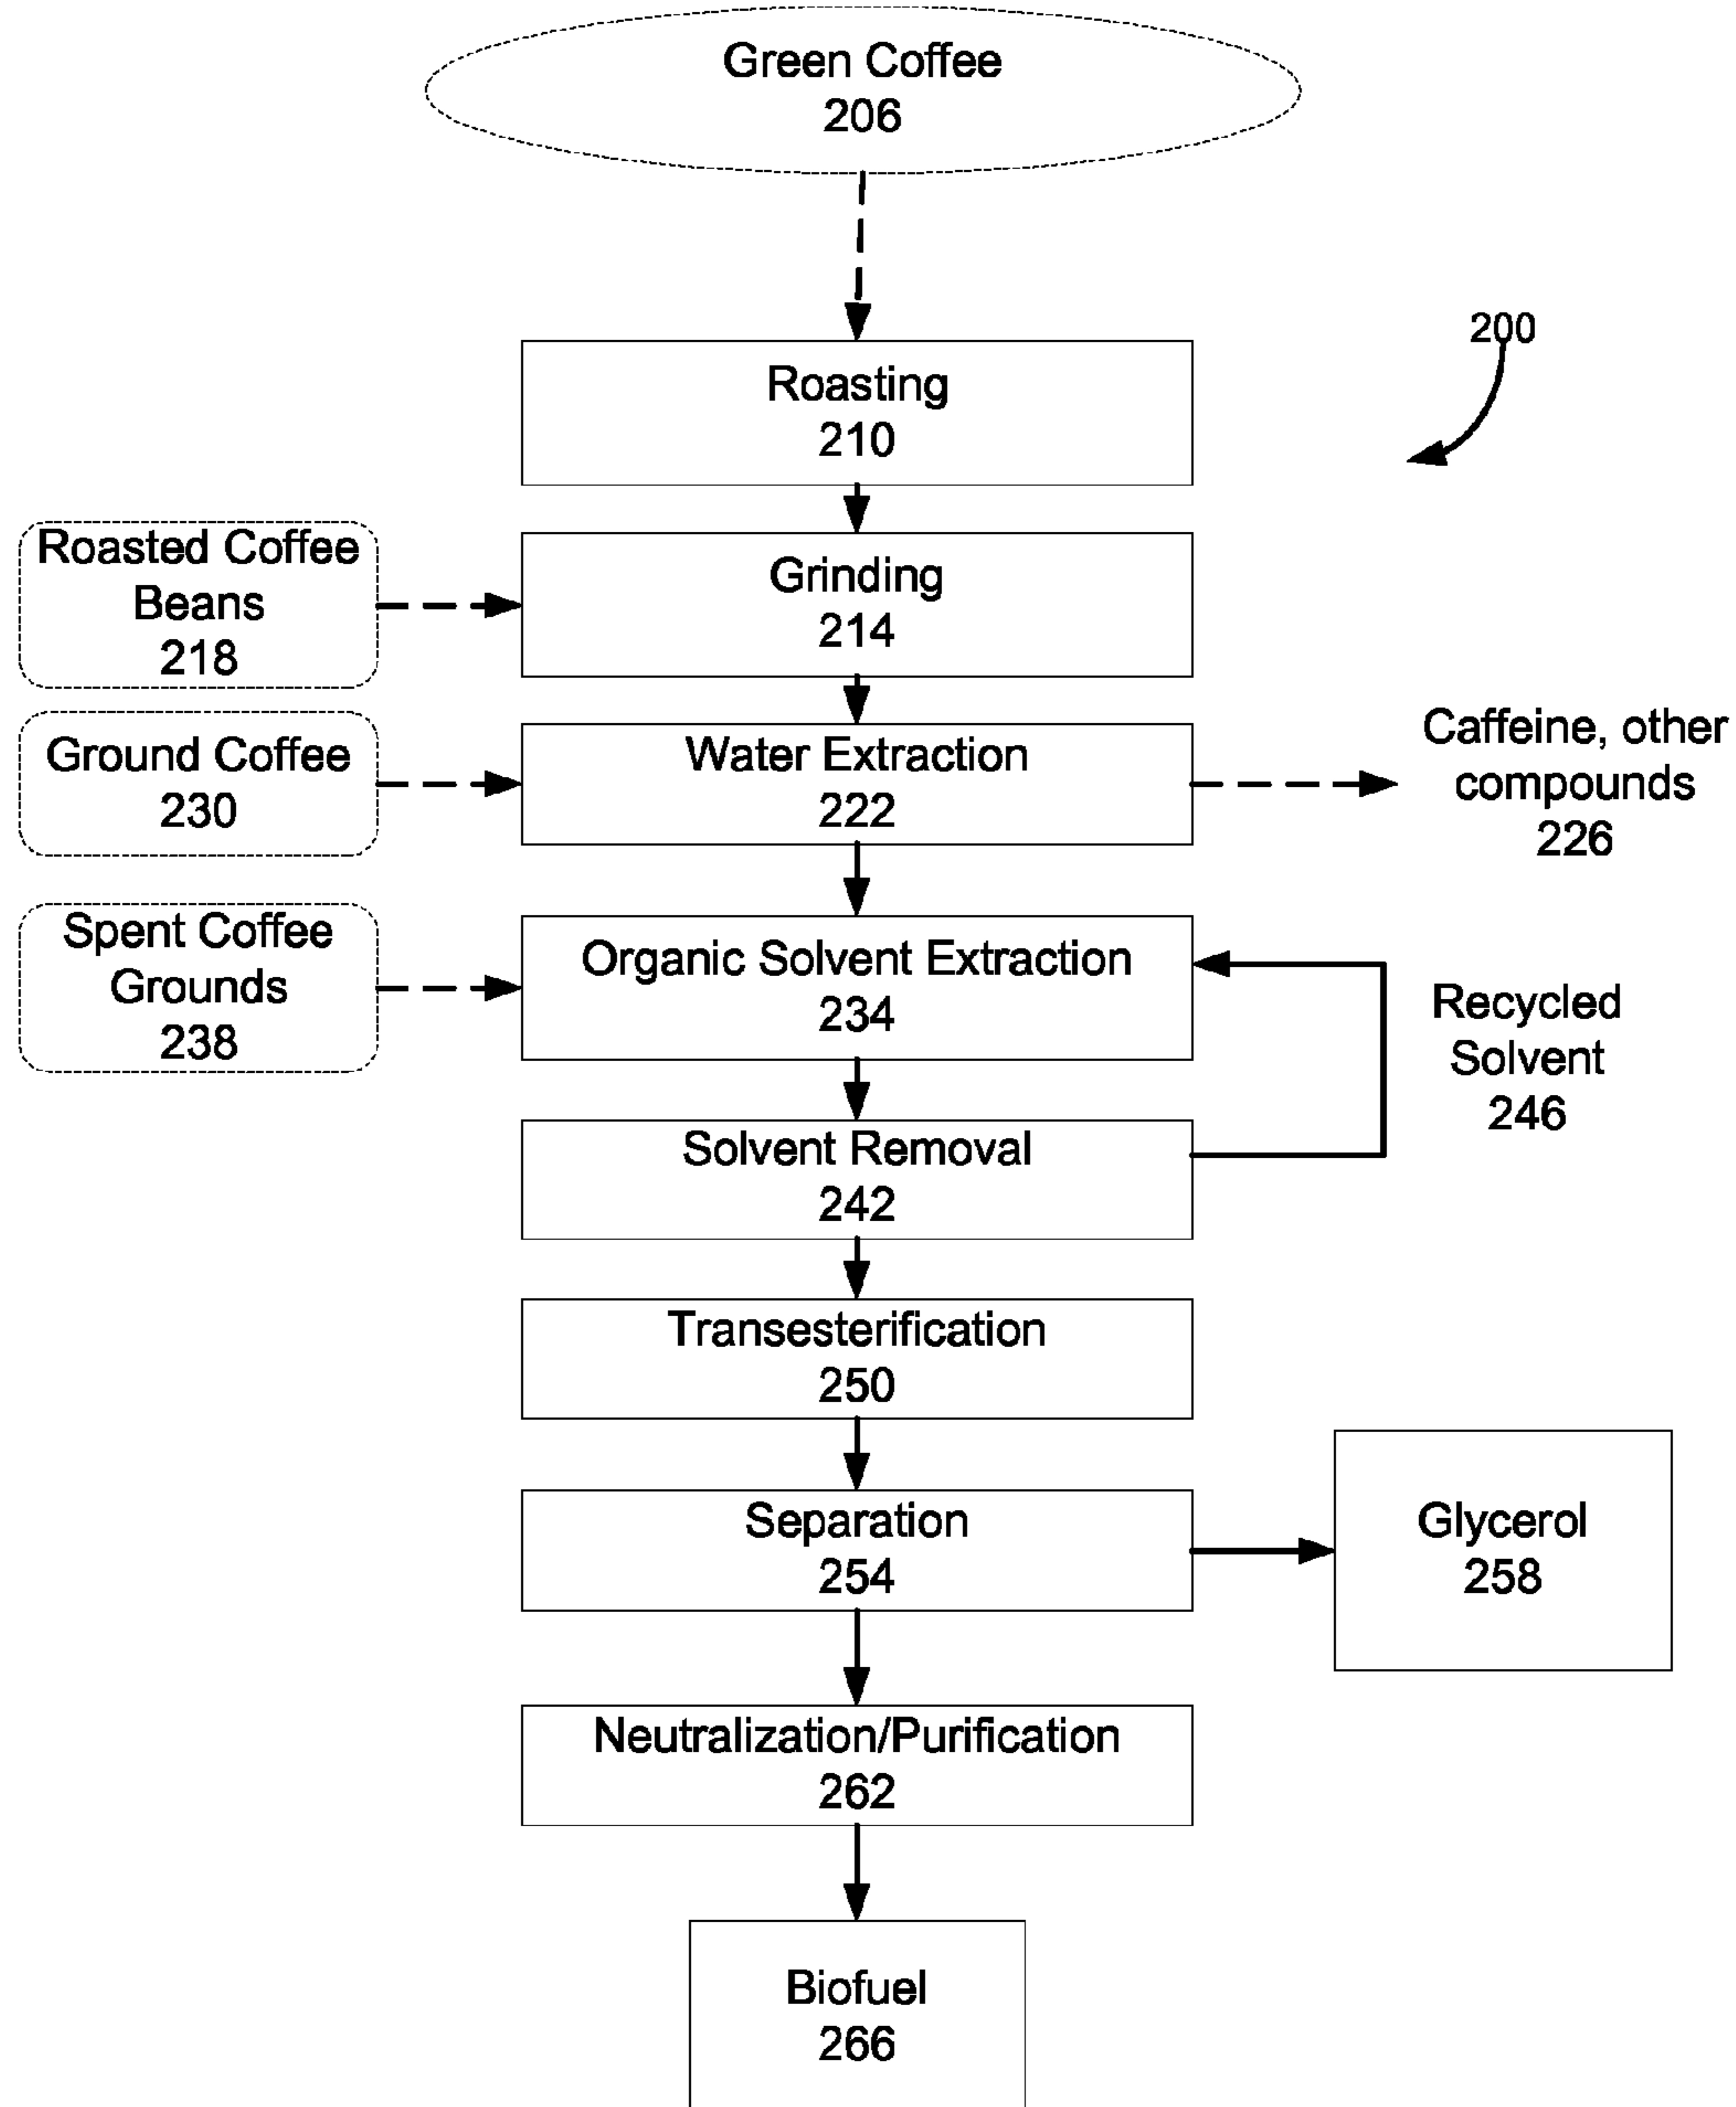 Green Coffee
206
200
Roasting
210
Roasted Coffee
Beans
218
Grinding
214
Ground Coffee
230
Water Extraction
222
Caffeine, other
compounds
226
Spent Coffee
Grounds
238
Organic Solvent Extraction
234
Recycled
Solvent
246
Solvent Removal
242
Transesterification
250
Separation
254
Glycerol
258
Neutralization/Purification
262
Biofuel
266